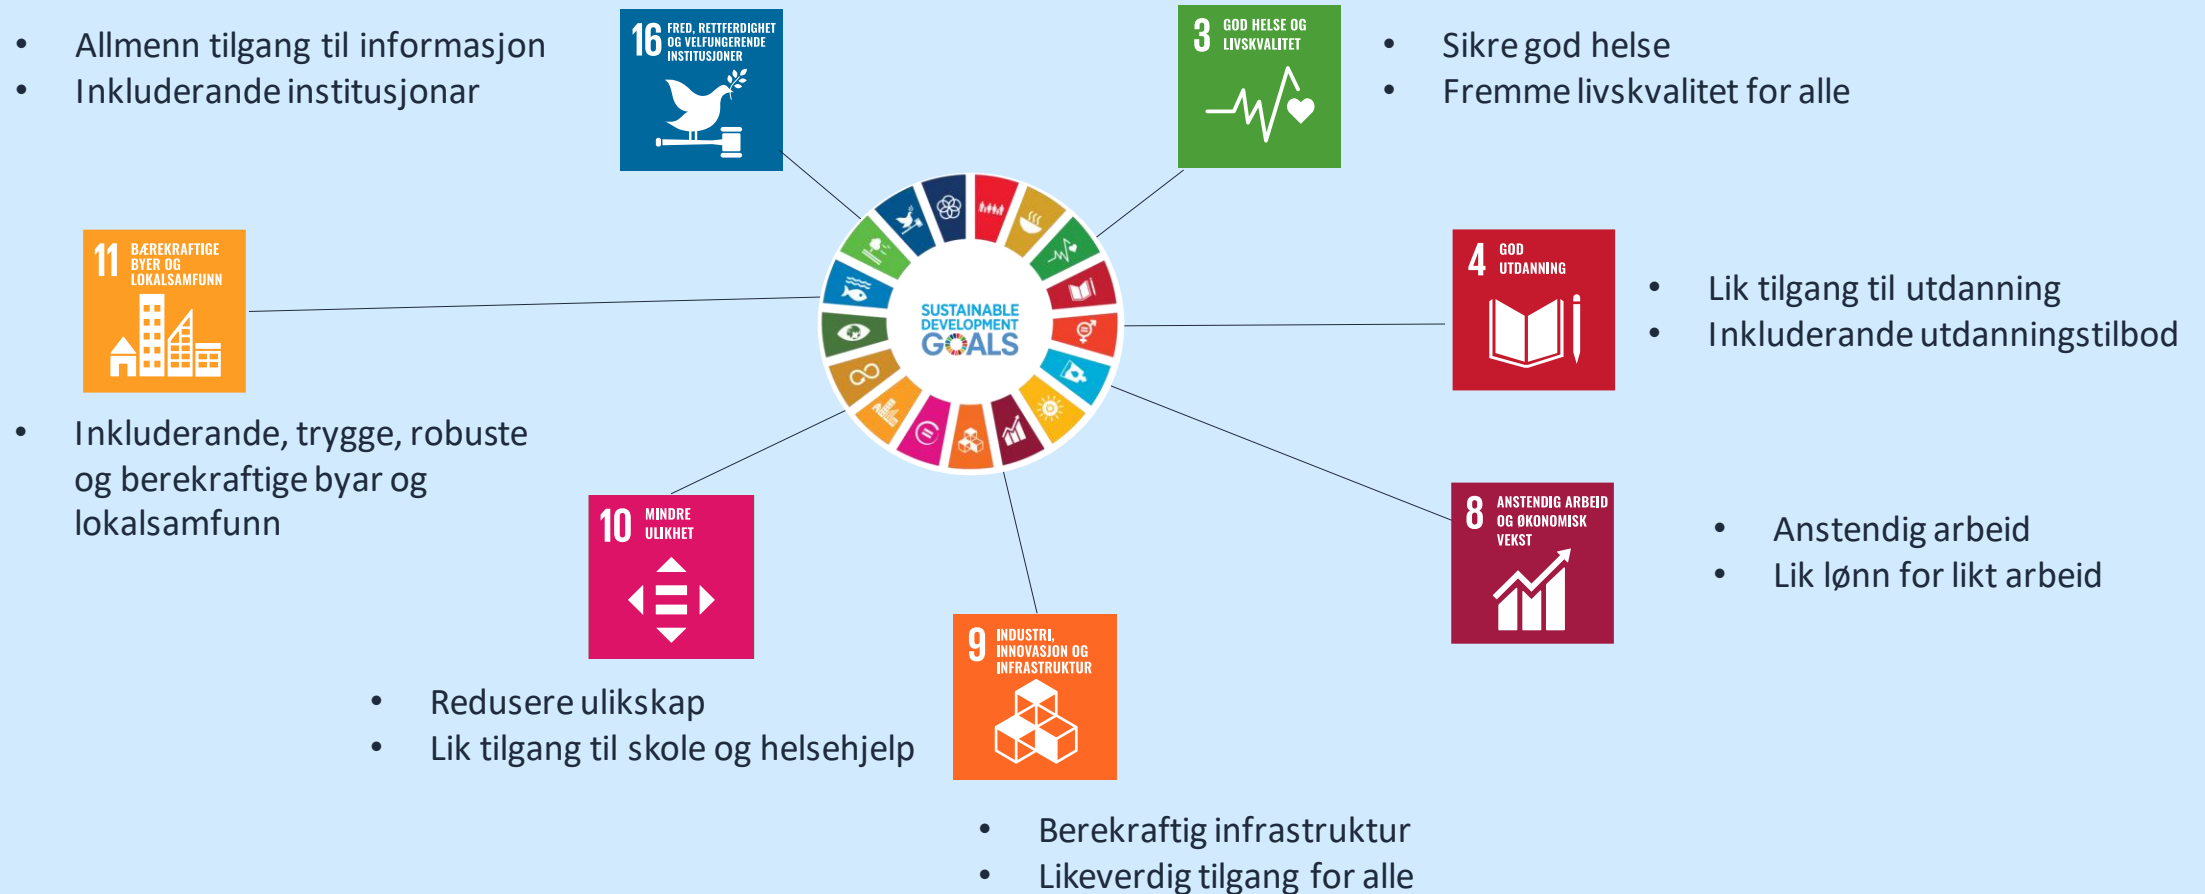 • Allmenn tilgang til informasjon
• Inkluderande institusjonar
16 FRED, RETTFERDIGHET
OG VELFUNGERENDE
INSTITUSJONER
3 GOD HELSE OG
LIVSKVALITET
• Sikre god helse
• Fremme livskvalitet for alle
11 BÆREKRAFTIGE
BYER OG
LOKALSAMFUNN
• Inkluderande, trygge, robuste
og berekraftige byar og
lokalsamfunn
SUSTAINABLE
DEVELOPMENT
GOALS
4 GOD
UTDANNING
• Lik tilgang til utdanning
• Inkluderande utdanningstilbod
10 MINDRE
ULIKHET
• Redusere ulikskap
• Lik tilgang til skole og helsehjelp
9 INDUSTRI,
INNOVASJON OG
INFRASTRUKTUR
• Berekraftig infrastruktur
• Likeverdig tilgang for alle
8 ANSTENDIG ARBEID
OG ØKONOMISK
VEKST
• Anstendig arbeid
• Lik lønn for likt arbeid